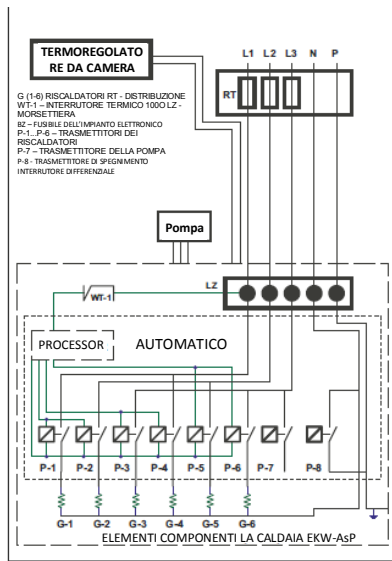 TERMOREGOLATO
RE DA CAMERA
L1 L2 L3 N P
RT
G (1-6) RISCALDATORI RT - DISTRIBUZIONE
WT-1 – INTERRUTORE TERMICO 100O LZ -
MORSETTIERA
BZ – FUSIBILE DELL'IMPIANTO ELETTRONICO
P-1...P-6 – TRASMETTITORI DEI
RISCALDATORI
P-7 – TRASMETTITORE DELLA POMPA
P-8 - TRASMETTITORE DI SPEGNIMENTO
INTERRUTORE DIFFERENZIALE
Pompa
LZ
WT-1
PROCESSOR
AUTOMATICO
P-1 P-2 P-3 P-4 P-5 P-6 P-7 P-8
G-1 G-2 G-3 G-4 G-5 G-6
ELEMENTI COMPONENTI LA CALDAIA EKW-AsP